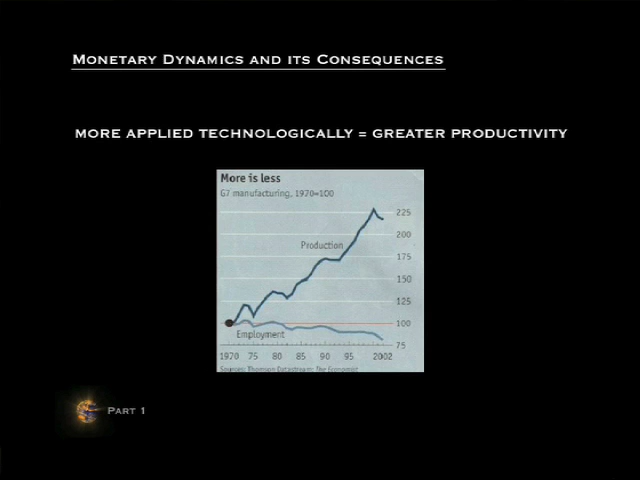 MONETARY DYNAMICS AND ITS CONSEQUENCES
MORE APPLIED TECHNOLOGICALLY = GREATER PRODUCTIVITY
More is less
G7 manufacturing, 1970=100
225
200
Production
175
150
125
100
Employment
75
1970 75 80 85 90 95 2002
Sources: Thomson Datastream; The Economist
PART 1